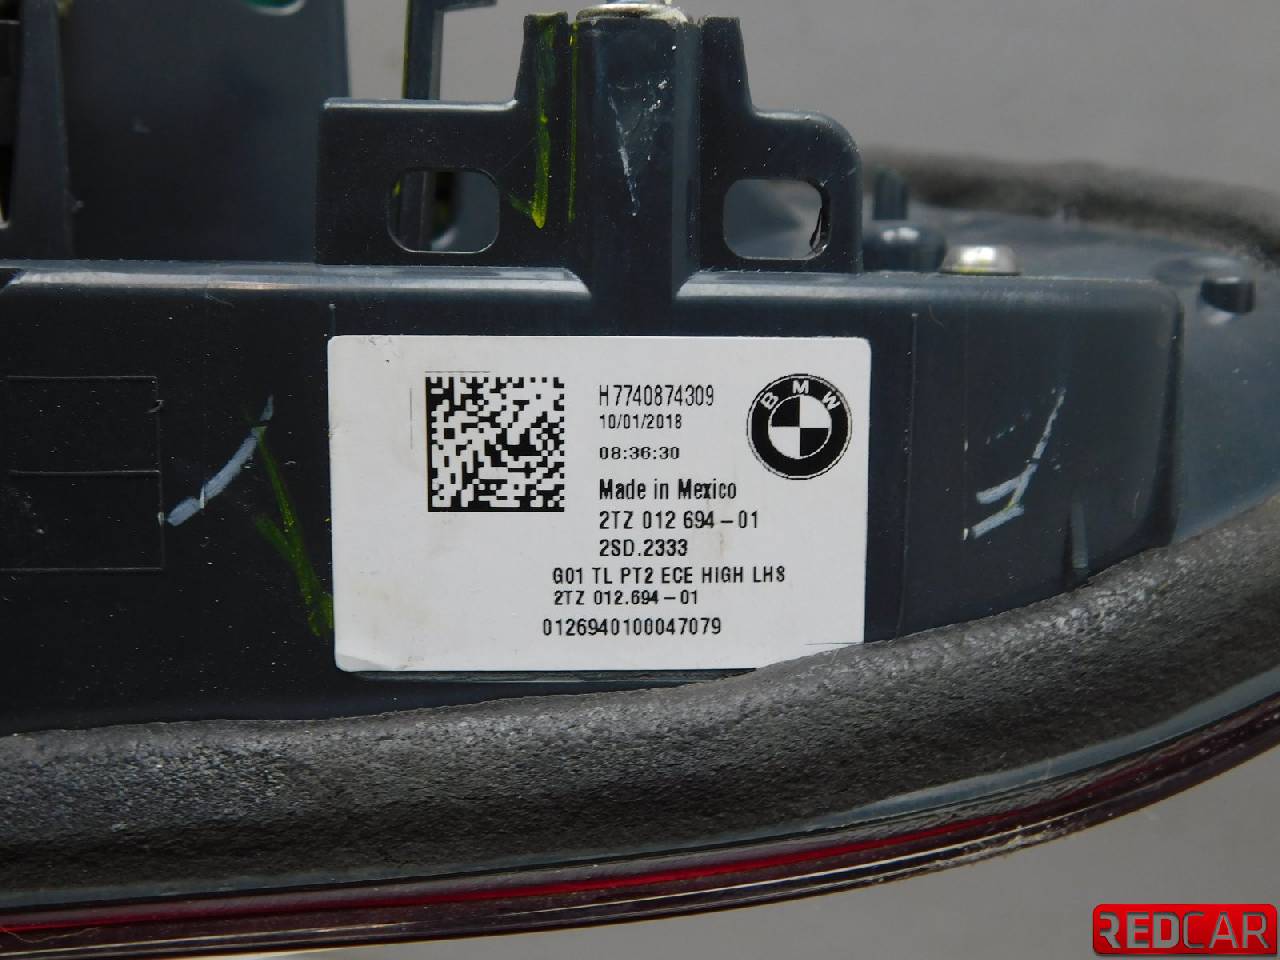 H7740874309
10/01/2018
08:36:30
Made in Mexico
2TZ 012 694-01
2SD.2333
G01 TL PT2 ECE HIGH LHS
2TZ 012.694-01
0126940100047079
BMW
REDCAR